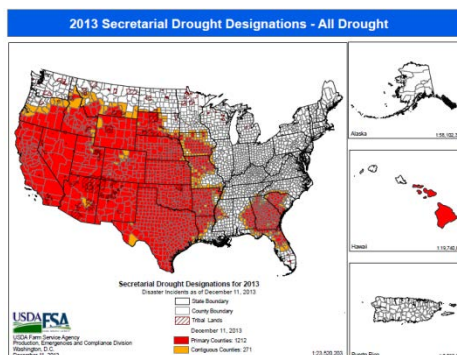 2013 Secretarial Drought Designations - All Drought
Alaska
Hawaii
Secretarial Drought Designations for 2013
Disaster Incidents as of December 11, 2013
State Boundary
County Boundary
Tribal Lands
December 11, 2013
Primary Counties: 1212
Contiguous Counties: 271
USDA FSA
USDA Farm Service Agency
Production, Emergencies and Compliance Division
Washington, D.C.